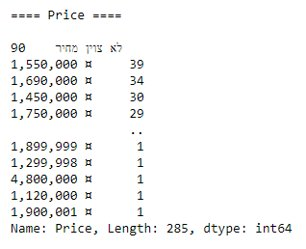 ==== Price ====
לא צוין מחיר    90
1,550,000 ¤    39
1,690,000 ¤    34
1,450,000 ¤    30
1,750,000 ¤    29
..
1,899,999 ¤    1
1,299,998 ¤    1
4,800,000 ¤    1
1,120,000 ¤    1
1,900,001 ¤    1
Name: Price, Length: 285, dtype: int64